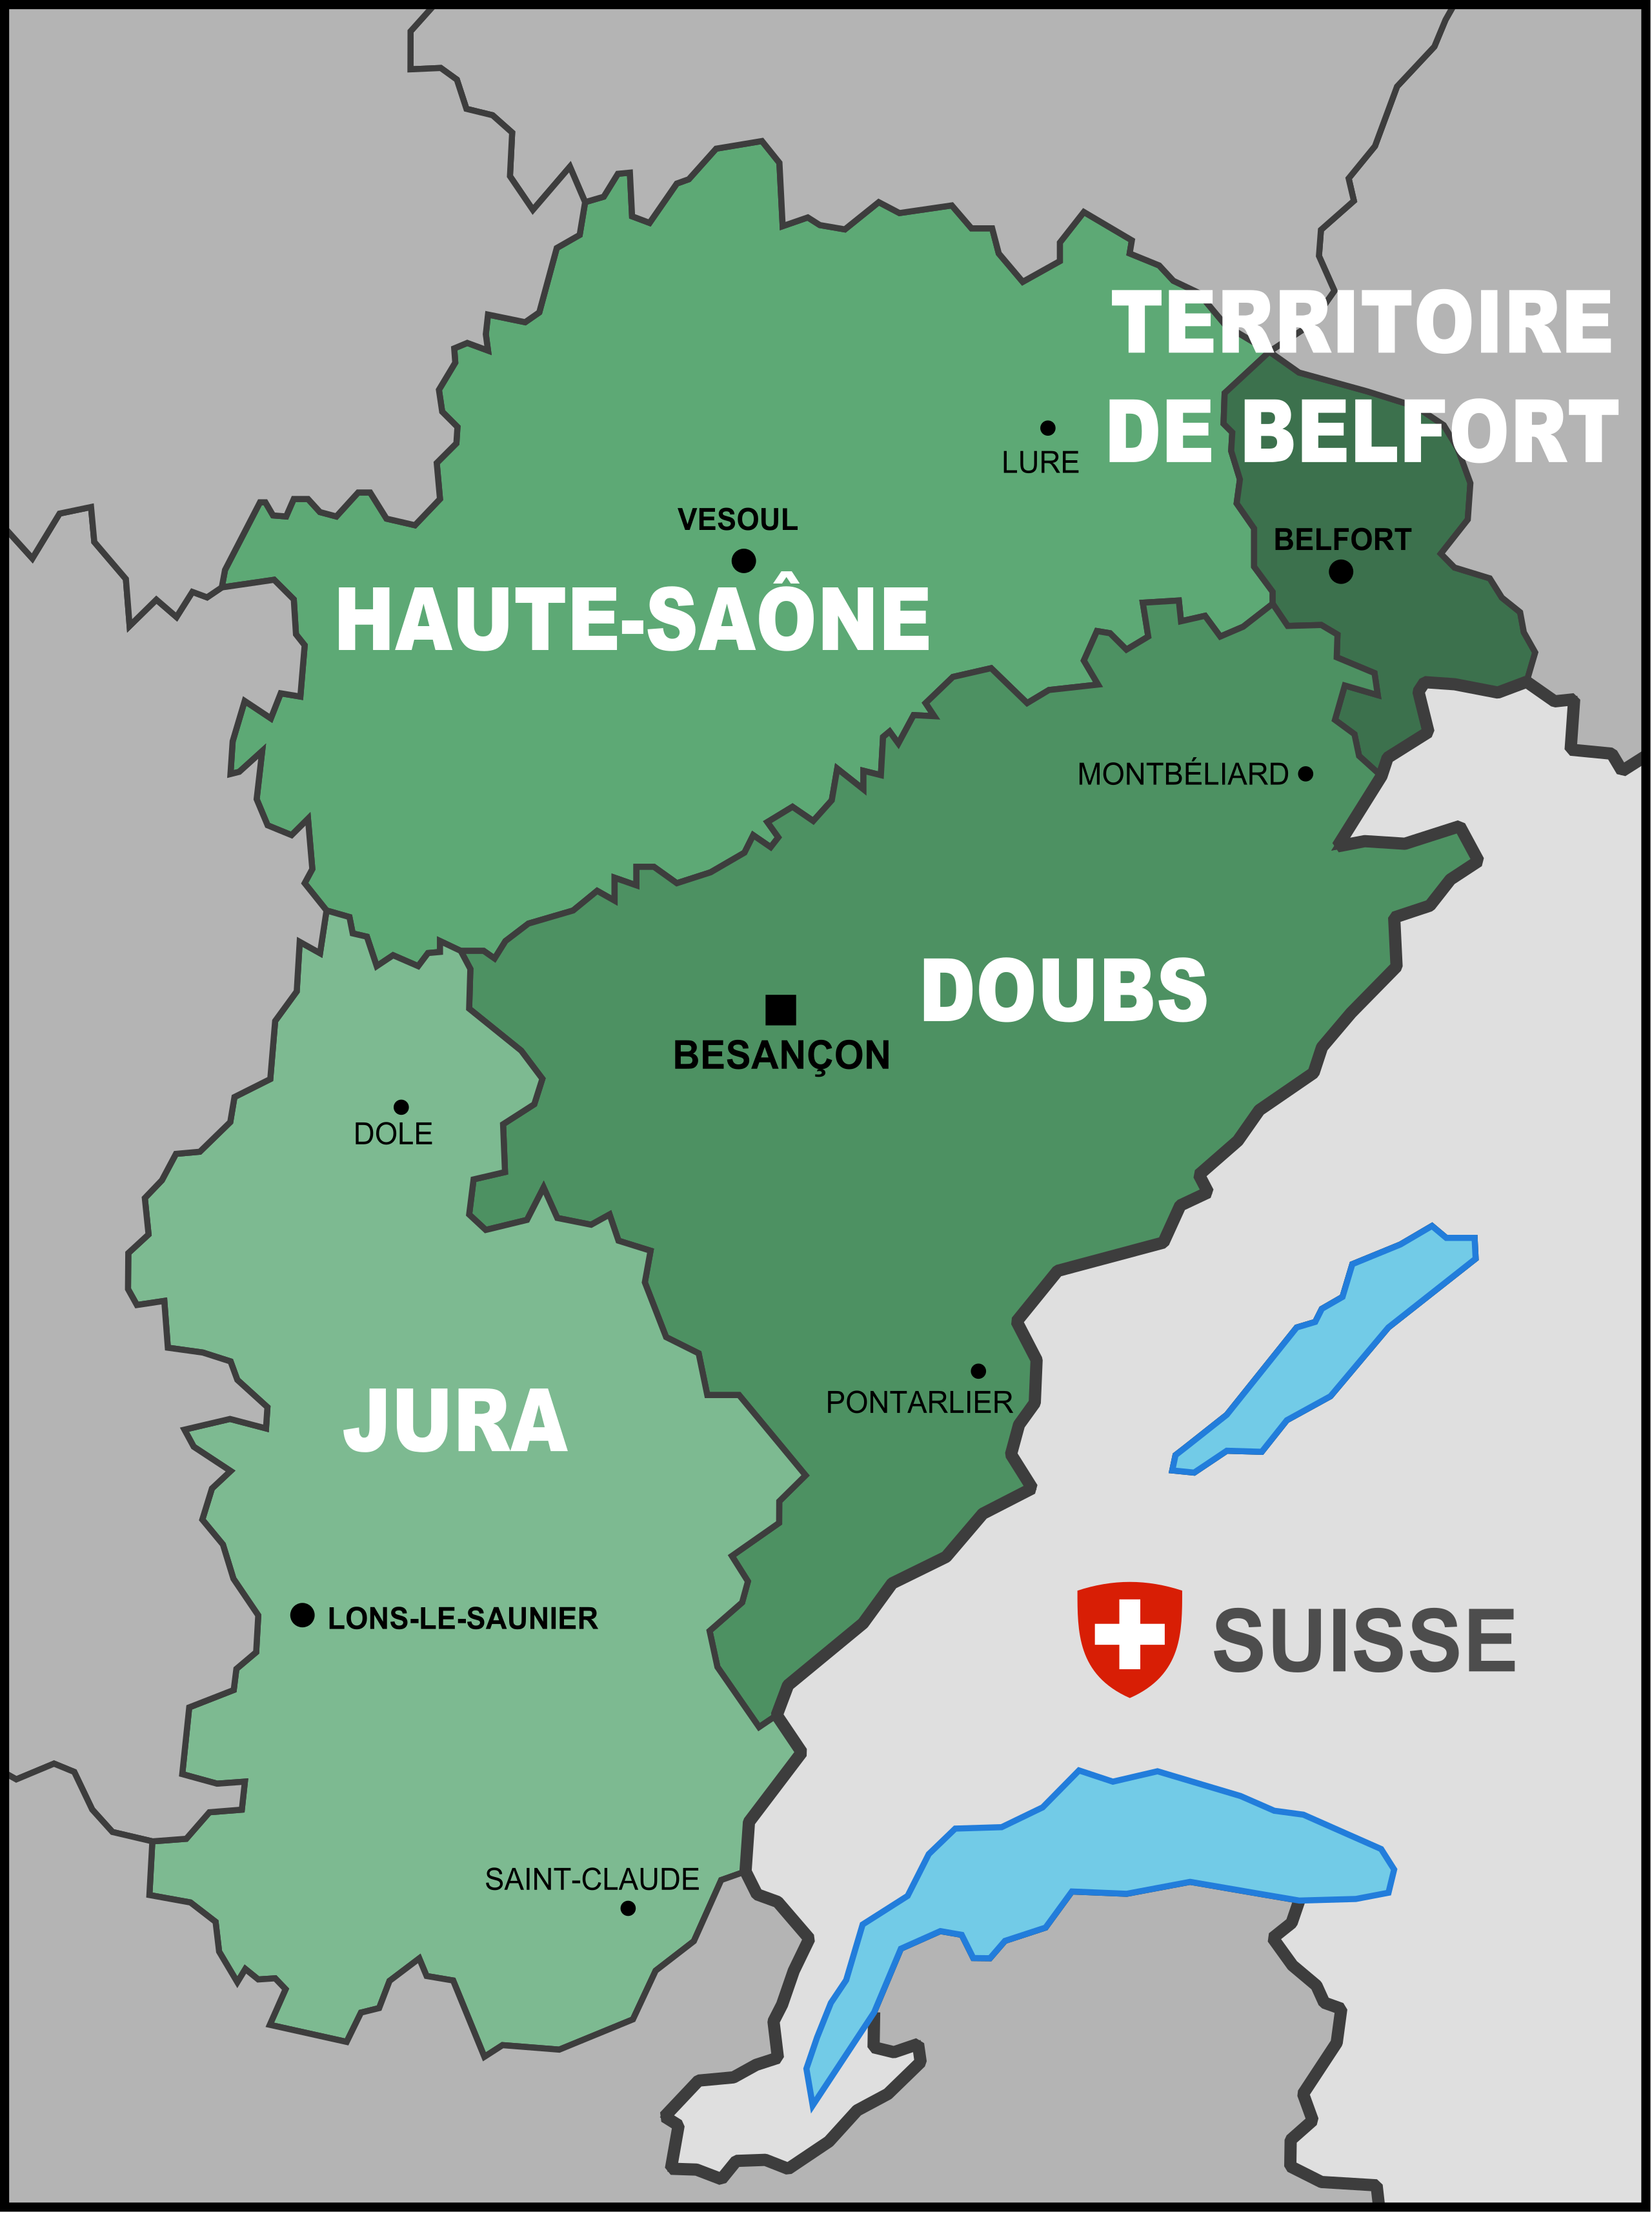 TERRITOIRE
DE BELFORT
LURE
VESOUL
BELFORT
HAUTE-SAÔNE
MONTBÉLIARD
DOUBS
BESANÇON
DOLE
PONTARLIER
JURA
LONS-LE-SAUNIER
SUISSE
SAINT-CLAUDE